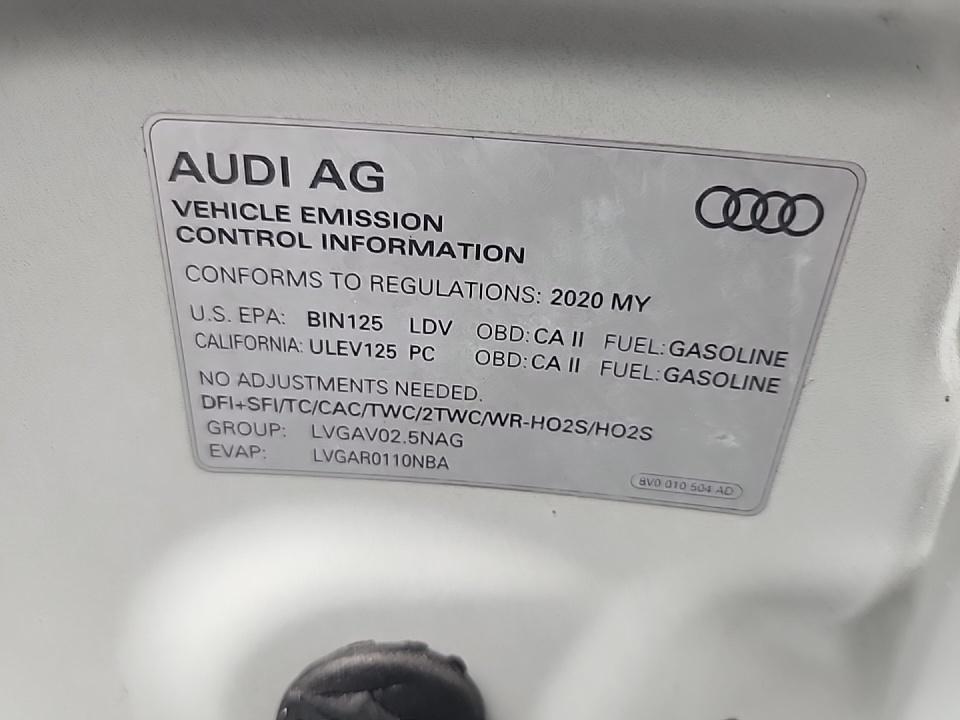 AUDI AG
VEHICLE EMISSION
CONTROL INFORMATION
CONFORMS TO REGULATIONS: 2020 MY
U.S. EPA: BIN125 LDV OBD: CA II FUEL: GASOLINE
CALIFORNIA: ULEV125 PC OBD: CA II FUEL: GASOLINE
NO ADJUSTMENTS NEEDED.
DFI+SFI/TC/CAC/TWC/2TWC/WR-HO2S/HO2S
GROUP: LVGAV02.5NAG
EVAP: LVGAR0110NBA
8V0 010 504 AD